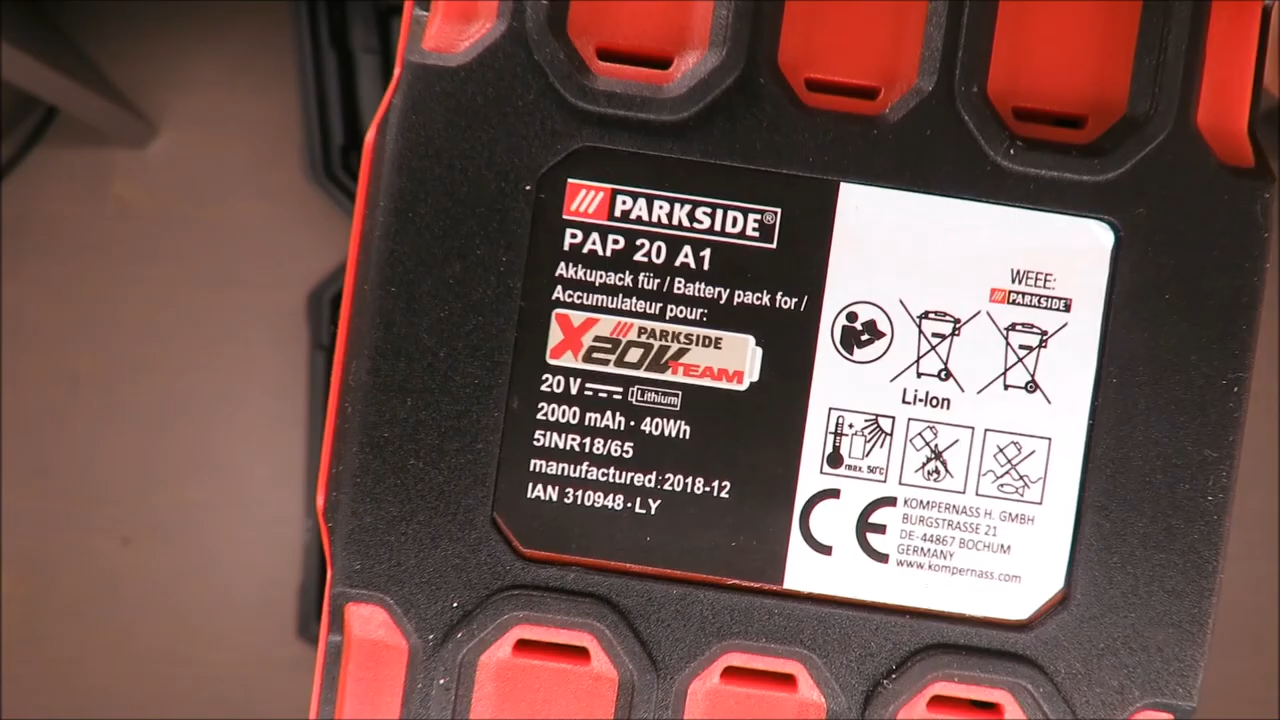 PARKSIDE®
PAP 20 A1
Akkupack für / Battery pack for /
Accumulateur pour:
X PARKSIDE
20V TEAM
20 V Lithium
2000 mAh · 40Wh
5INR18/65
manufactured: 2018-12
IAN 310948 · LY
WEEE:
PARKSIDE
Li-Ion
+
max. 50°C
CE
KOMPERNASS H. GMBH
BURGSTRASSE 21
DE-44867 BOCHUM
GERMANY
www.kompernass.com